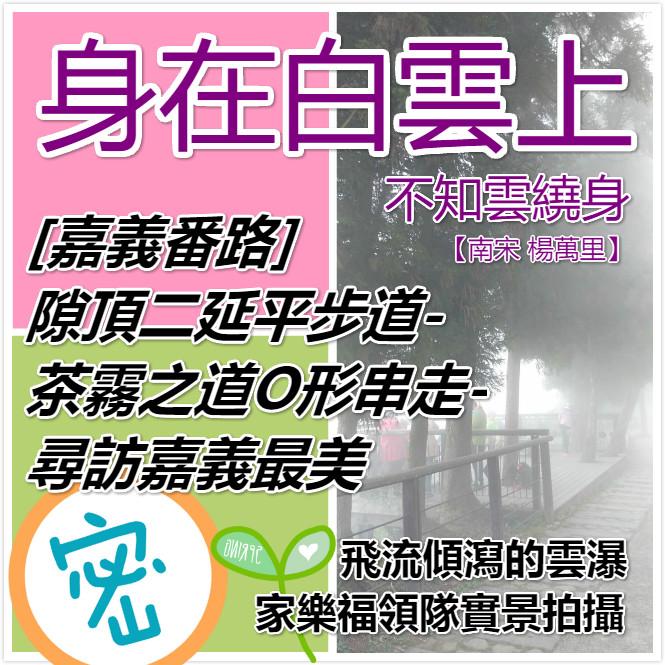 身在白雲上
不知雲繞身
【南宋 楊萬里】
[嘉義番路]
隙頂二延平步道-
茶霧之道O形串走-
尋訪嘉義最美
密
SPRING
飛流傾瀉的雲瀑
家樂福領隊實景拍攝